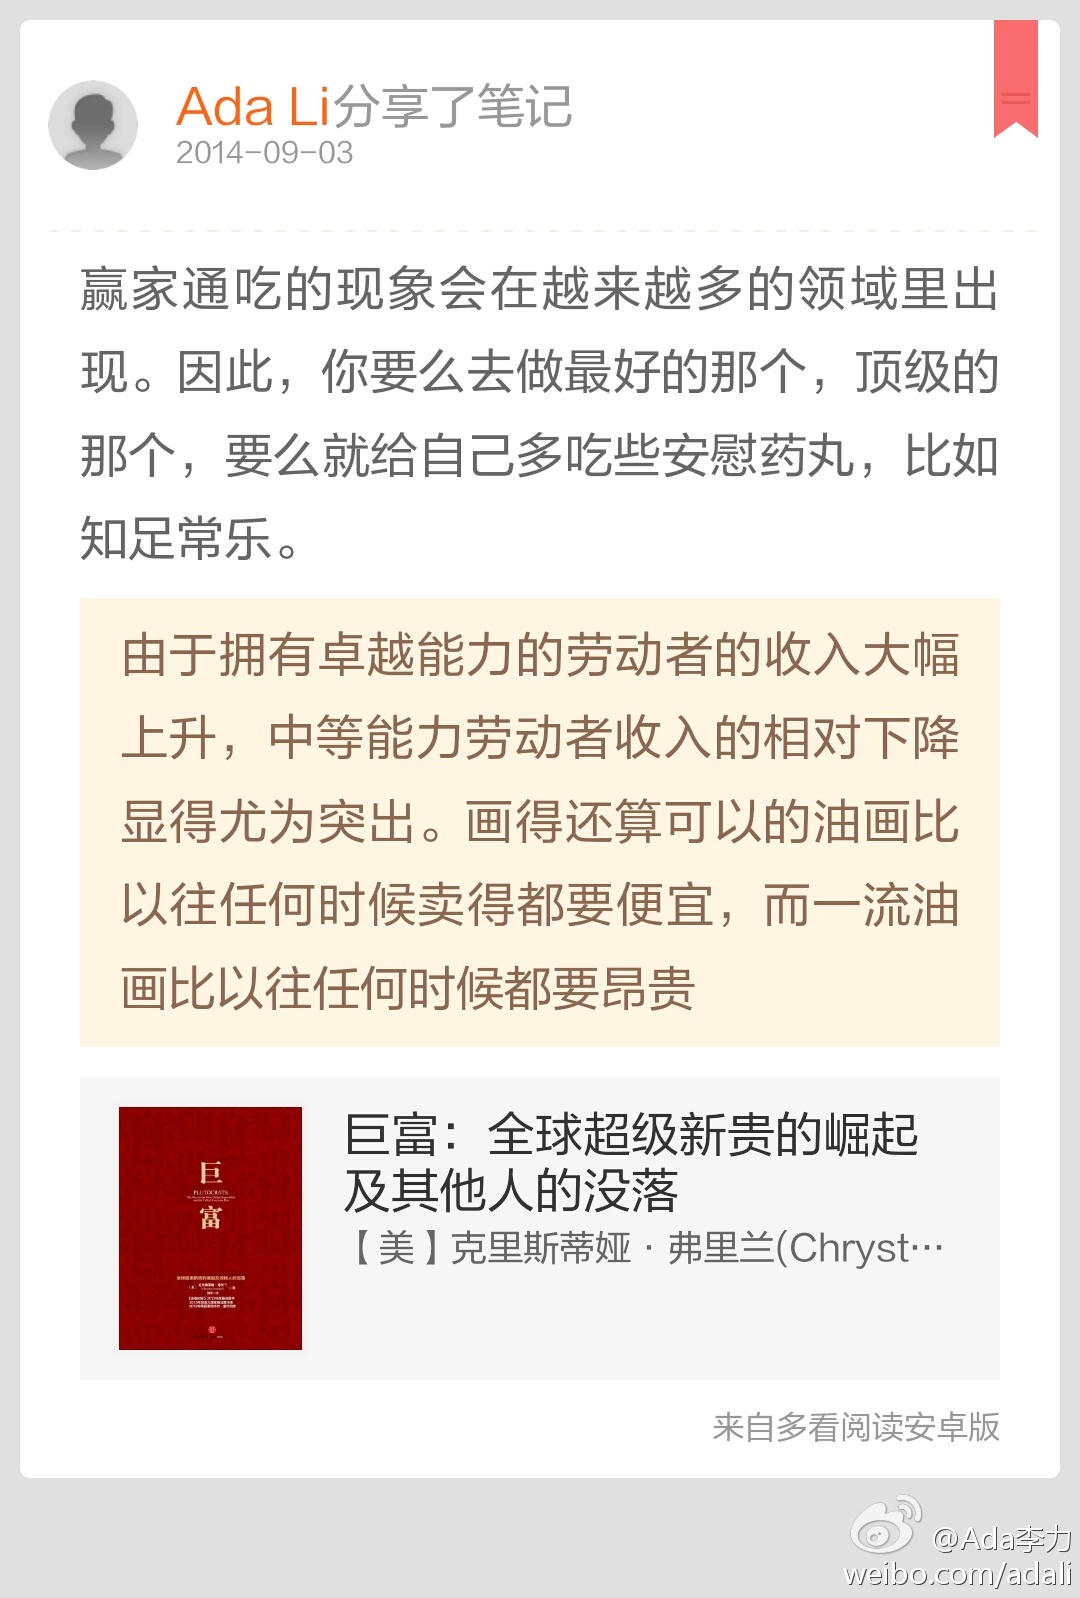 Ada Li分享了笔记
2014-09-03
赢家通吃的现象会在越来越多的领域里出
现。因此，你要么去做最好的那个，顶级的
那个，要么就给自己多吃些安慰药丸，比如
知足常乐。
由于拥有卓越能力的劳动者的收入大幅
上升，中等能力劳动者收入的相对下降
显得尤为突出。画得还算可以的油画比
以往任何时候卖得都要便宜，而一流油
画比以往任何时候都要昂贵
巨
PLUTOCRATS
富
巨富：全球超级新贵的崛起
及其他人的没落
【美】克里斯蒂娅·弗里兰(Chryst…
来自多看阅读安卓版
@Ada李力
weibo.com/adali